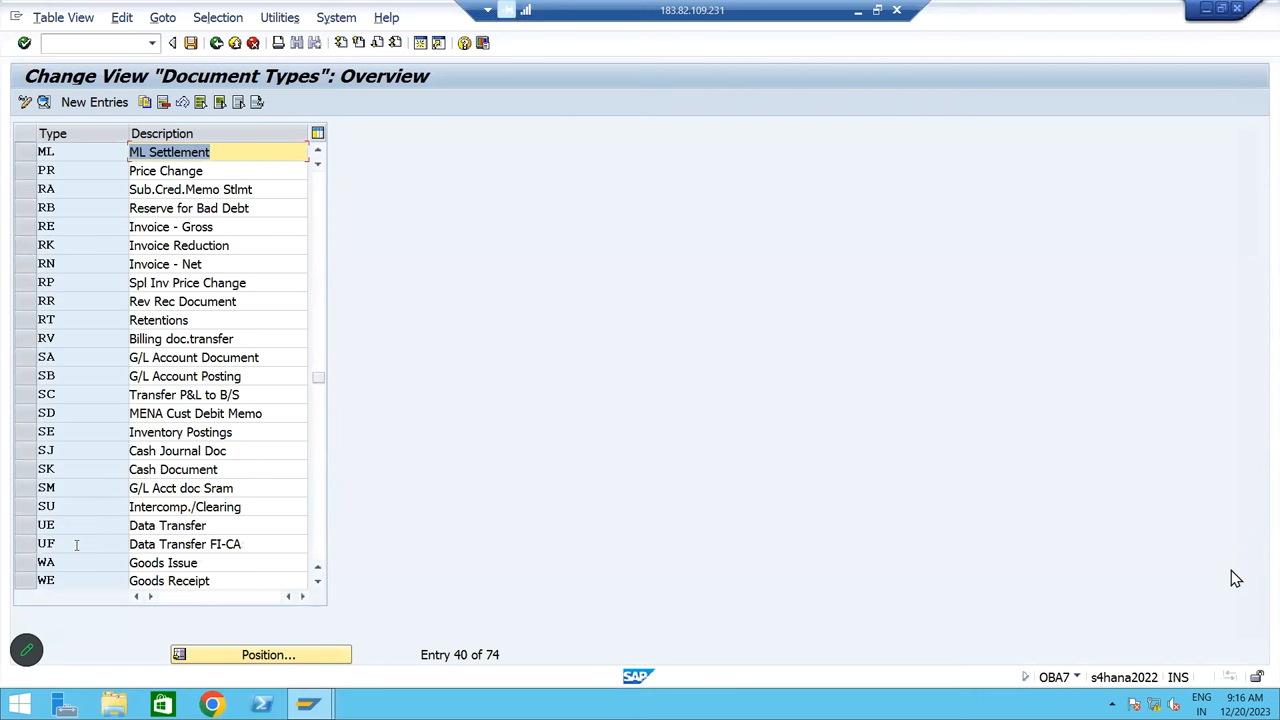 Table View Edit Goto Selection Utilities System Help
183.82.109.231
Change View "Document Types": Overview
New Entries
Type Description
ML ML Settlement
PR Price Change
RA Sub.Cred.Memo Stlmt
RB Reserve for Bad Debt
RE Invoice - Gross
RK Invoice Reduction
RN Invoice - Net
RP Spl Inv Price Change
RR Rev Rec Document
RT Retentions
RV Billing doc.transfer
SA G/L Account Document
SB G/L Account Posting
SC Transfer P&L to B/S
SD MENA Cust Debit Memo
SE Inventory Postings
SJ Cash Journal Doc
SK Cash Document
SM G/L Acct doc Sram
SU Intercomp./Clearing
UE Data Transfer
UF Data Transfer FI-CA
WA Goods Issue
WE Goods Receipt
Position... Entry 40 of 74
SAP OBA7 s4hana2022 INS
ENG 9:16 AM
IN 12/20/2023